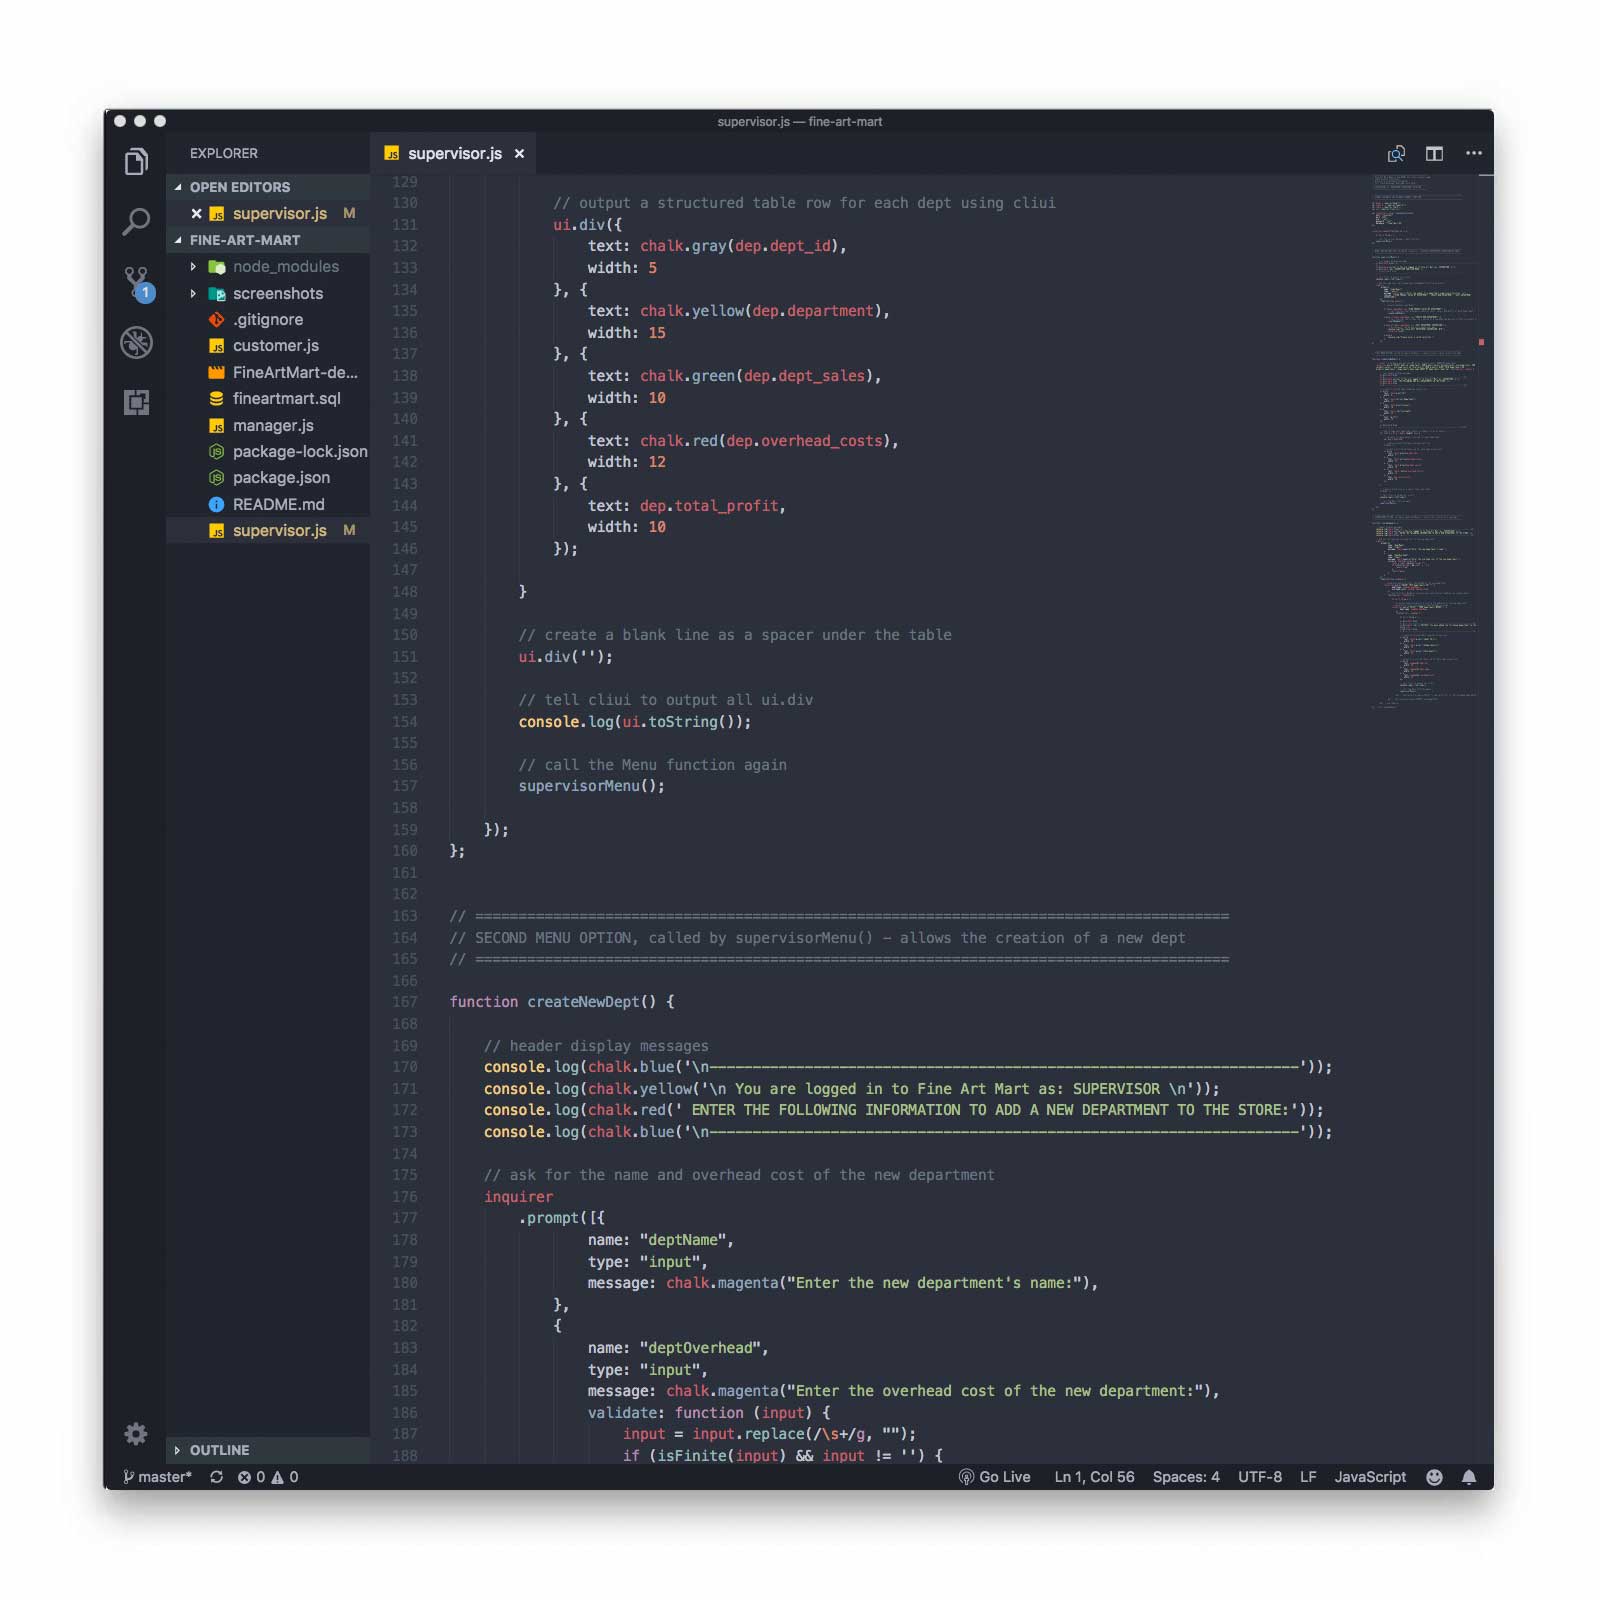 supervisor.js — fine-art-mart
EXPLORER
OPEN EDITORS
supervisor.js M
FINE-ART-MART
node_modules
screenshots
.gitignore
customer.js
FineArtMart-de...
fineartmart.sql
manager.js
package-lock.json
package.json
README.md
supervisor.js M
OUTLINE
supervisor.js
129
130 // output a structured table row for each dept using cliui
131 ui.div({
132 text: chalk.gray(dep.dept_id),
133 width: 5
134 }, {
135 text: chalk.yellow(dep.department),
136 width: 15
137 }, {
138 text: chalk.green(dep.dept_sales),
139 width: 10
140 }, {
141 text: chalk.red(dep.overhead_costs),
142 width: 12
143 }, {
144 text: dep.total_profit,
145 width: 10
146 });
147
148 }
149
150 // create a blank line as a spacer under the table
151 ui.div('');
152
153 // tell cliui to output all ui.div
154 console.log(ui.toString());
155
156 // call the Menu function again
157 supervisorMenu();
158
159 });
160 };
161
162
163 // =======================================================================================
164 // SECOND MENU OPTION, called by supervisorMenu() - allows the creation of a new dept
165 // =======================================================================================
166
167 function createNewDept() {
168
169 // header display messages
170 console.log(chalk.blue('\n--------------------------------------------------------------------'));
171 console.log(chalk.yellow('\n You are logged in to Fine Art Mart as: SUPERVISOR \n'));
172 console.log(chalk.red(' ENTER THE FOLLOWING INFORMATION TO ADD A NEW DEPARTMENT TO THE STORE:'));
173 console.log(chalk.blue('\n--------------------------------------------------------------------'));
174
175 // ask for the name and overhead cost of the new department
176 inquirer
177 .prompt([{
178 name: "deptName",
179 type: "input",
180 message: chalk.magenta("Enter the new department's name:"),
181 },
182 {
183 name: "deptOverhead",
184 type: "input",
185 message: chalk.magenta("Enter the overhead cost of the new department:"),
186 validate: function (input) {
187 input = input.replace(/\s+/g, "");
188 if (isFinite(input) && input != '') {
1
master* 0 0 Go Live Ln 1, Col 56 Spaces: 4 UTF-8 LF JavaScript